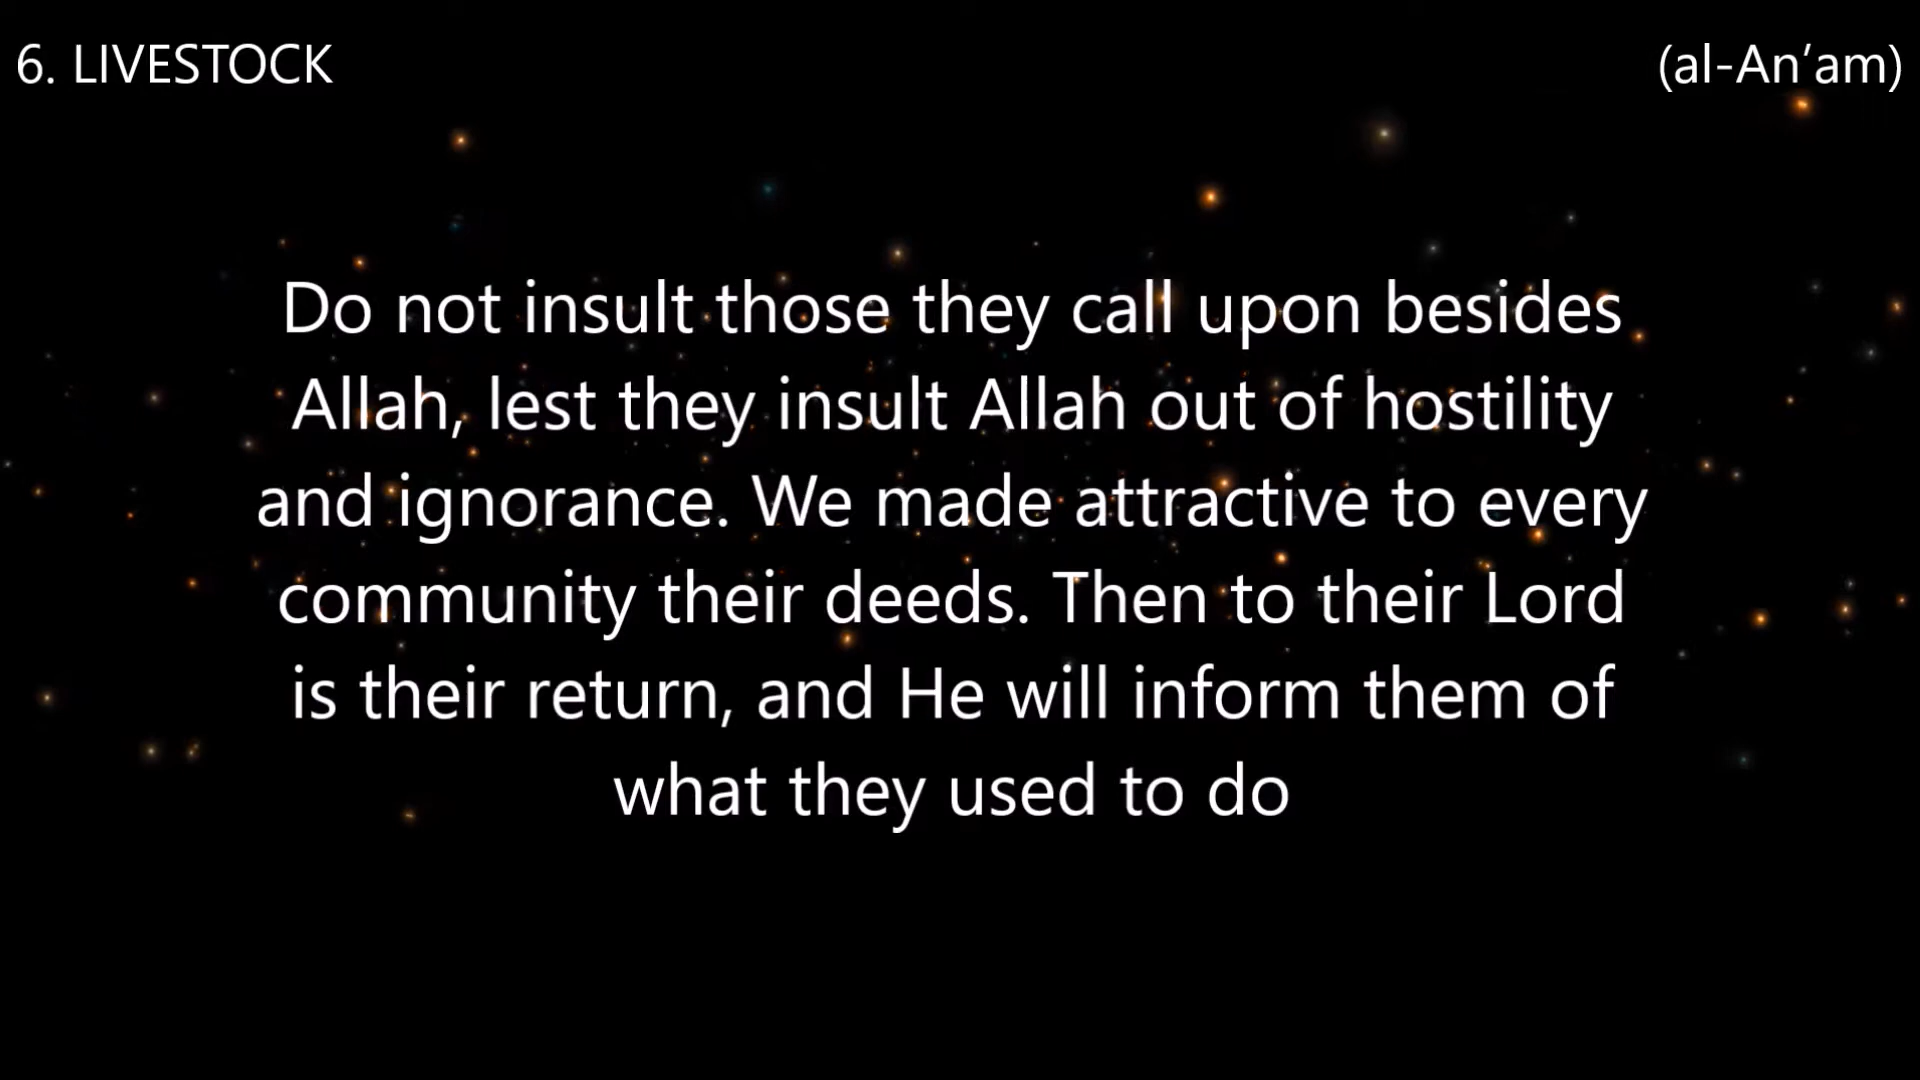 6. LIVESTOCK
(al-An’am)
Do not insult those they call upon besides
Allah, lest they insult Allah out of hostility
and ignorance. We made attractive to every
community their deeds. Then to their Lord
is their return, and He will inform them of
what they used to do